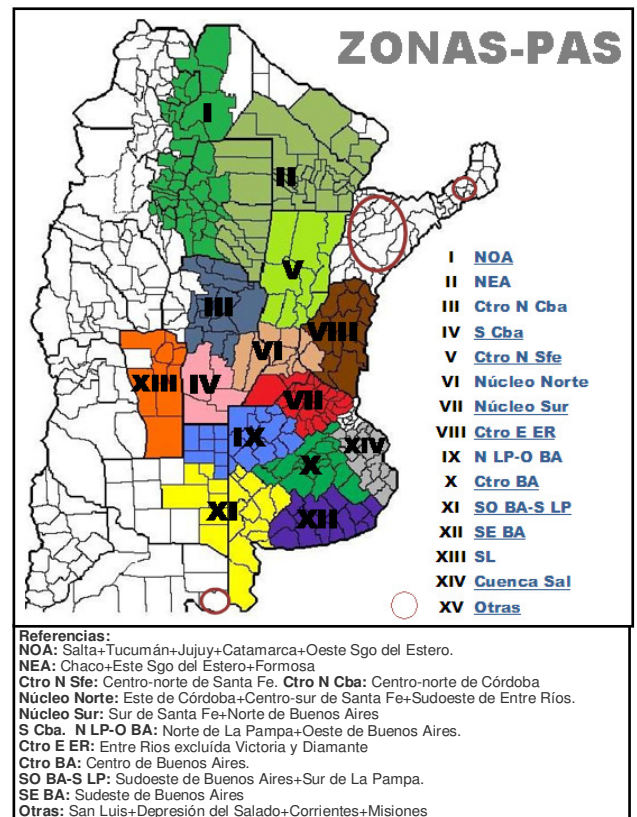 ZONAS-PAS
I
II
III
V
VIII
VI
XIII
IV
VII
IX
XIV
X
XI
XII
I NOA
II NEA
III Ctro N Cba
IV S Cba
V Ctro N Sfe
VI Núcleo Norte
VII Núcleo Sur
VIII Ctro E ER
IX N LP-O BA
X Ctro BA
XI SO BA-S LP
XII SE BA
XIII SL
XIV Cuenca Sal
XV Otras
Referencias:
NOA: Salta+Tucumán+Jujuy+Catamarca+Oeste Sgo del Estero.
NEA: Chaco+Este Sgo del Estero+Formosa
Ctro N Sfe: Centro-norte de Santa Fe. Ctro N Cba: Centro-norte de Córdoba
Núcleo Norte: Este de Córdoba+Centro-sur de Santa Fe+Sudoeste de Entre Ríos.
Núcleo Sur: Sur de Santa Fe+Norte de Buenos Aires
S Cba. N LP-O BA: Norte de La Pampa+Oeste de Buenos Aires.
Ctro E ER: Entre Rios excluída Victoria y Diamante
Ctro BA: Centro de Buenos Aires.
SO BA-S LP: Sudoeste de Buenos Aires+Sur de La Pampa.
SE BA: Sudeste de Buenos Aires
Otras: San Luis+Depresión del Salado+Corrientes+Misiones